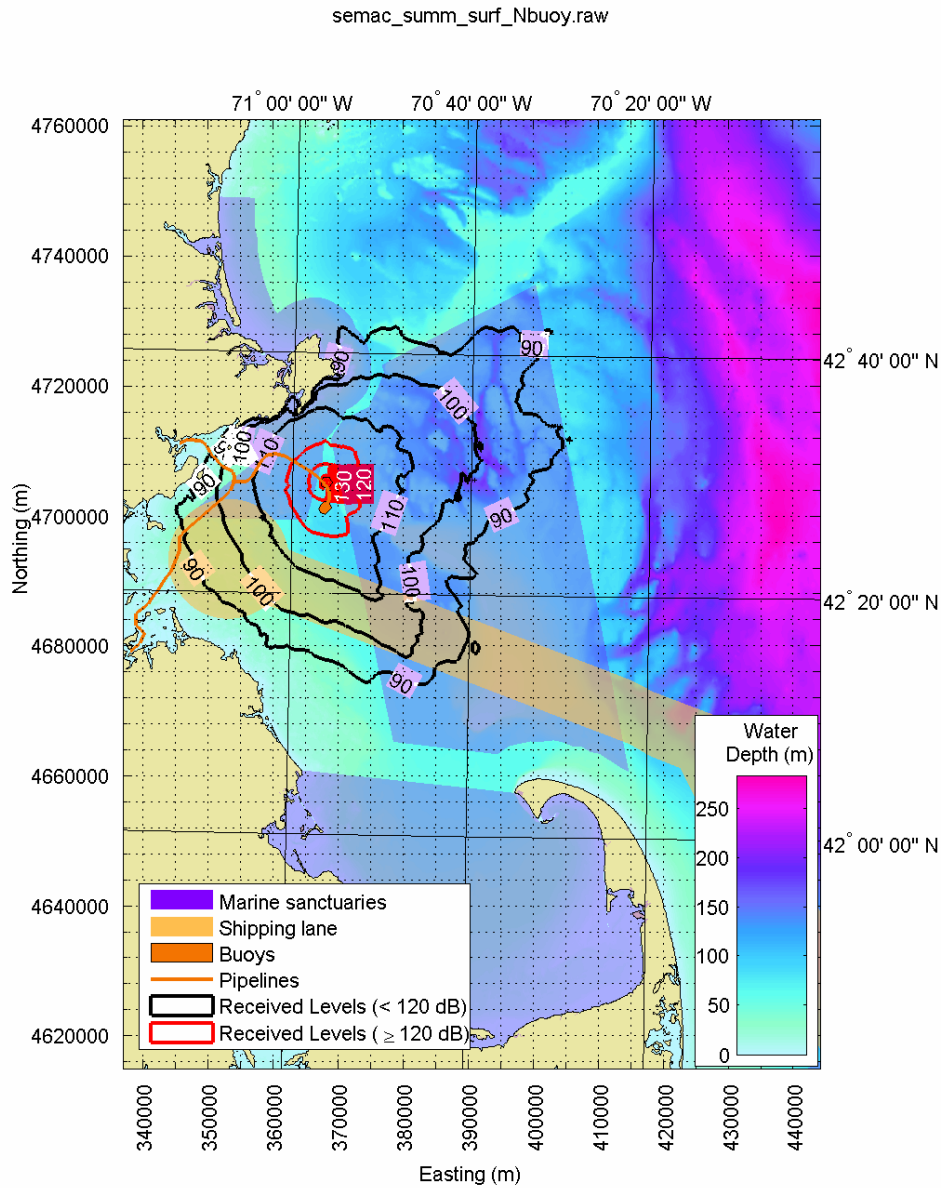 semac_summ_surf_Nbuoy.raw
71° 00' 00" W
70° 40' 00" W
70° 20' 00" W
4760000
4740000
4720000
4700000
4680000
4660000
4640000
4620000
Northing (m)
42° 40' 00" N
42° 20' 00" N
42° 00' 00" N
90
90
100
100
110
90
130
120
110
90
90
100
100
90
Water
Depth (m)
250
200
150
100
50
0
Marine sanctuaries
Shipping lane
Buoys
Pipelines
Received Levels (< 120 dB)
Received Levels ( ≥ 120 dB)
340000
350000
360000
370000
380000
390000
400000
410000
420000
430000
440000
Easting (m)